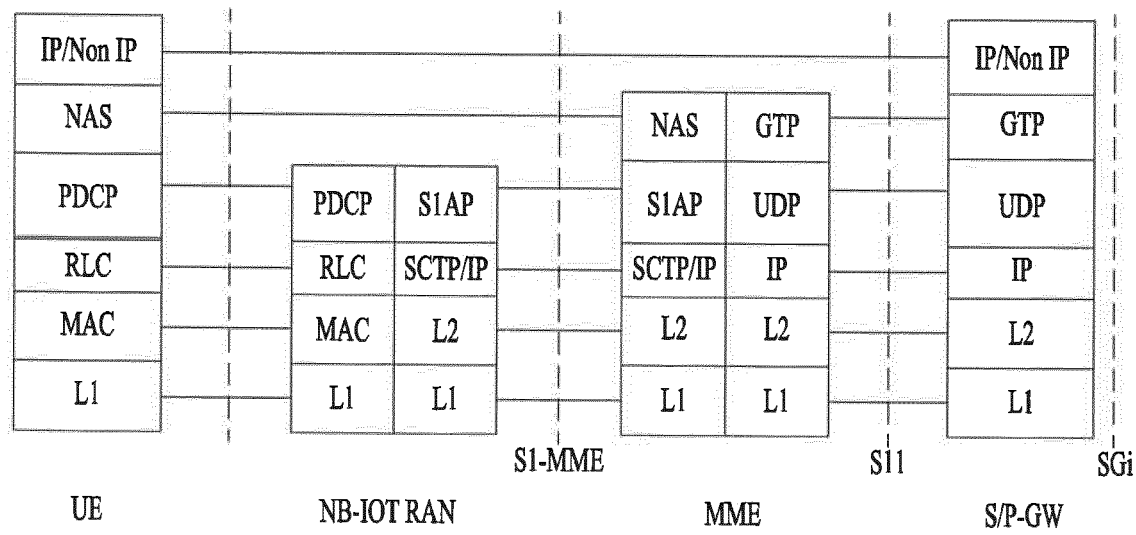 IP/Non IP
IP/Non IP
NAS
NAS GTP
GTP
PDCP
PDCP S1AP
S1AP UDP
UDP
RLC
RLC SCTP/IP
SCTP/IP IP
IP
MAC
MAC L2
L2 L2
L2
L1
L1 L1
L1 L1
L1
S1-MME
S11
SGi
UE
NB-IOT RAN
MME
S/P-GW